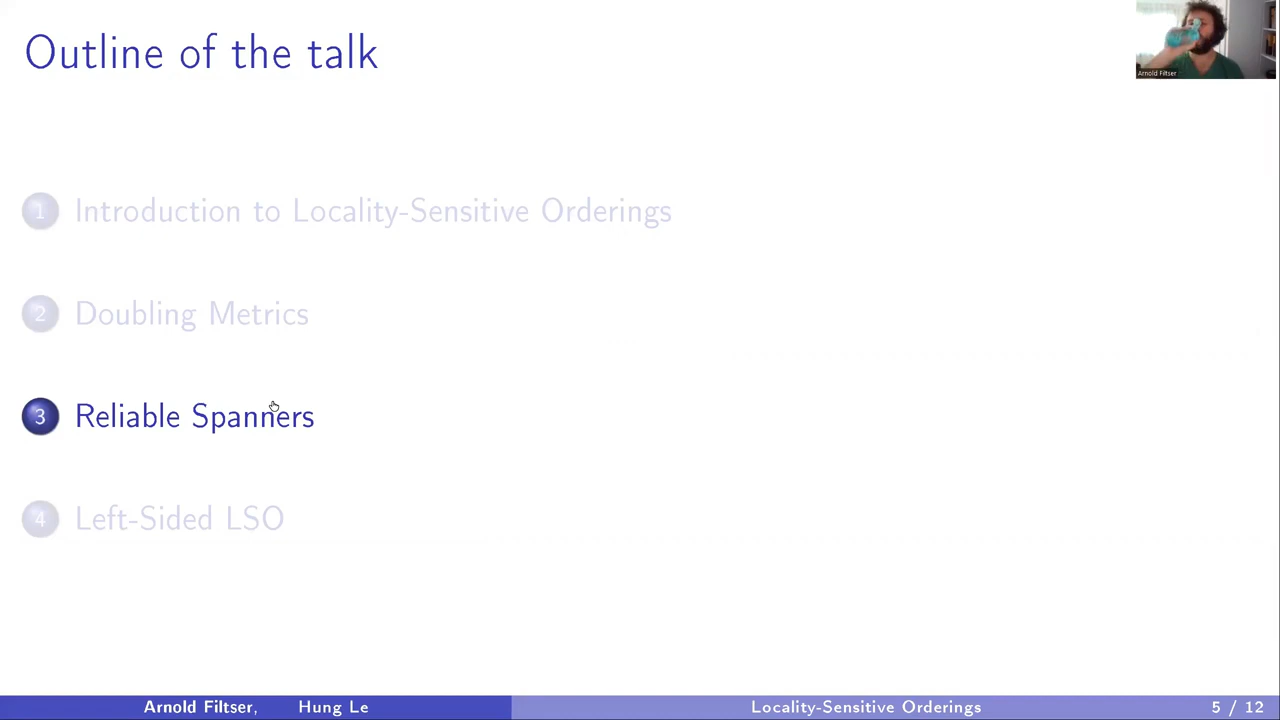 Outline of the talk
Arnold Filtser
1 Introduction to Locality-Sensitive Orderings
2 Doubling Metrics
3 Reliable Spanners
4 Left-Sided LSO
Arnold Filtser, Hung Le Locality-Sensitive Orderings 5 / 12